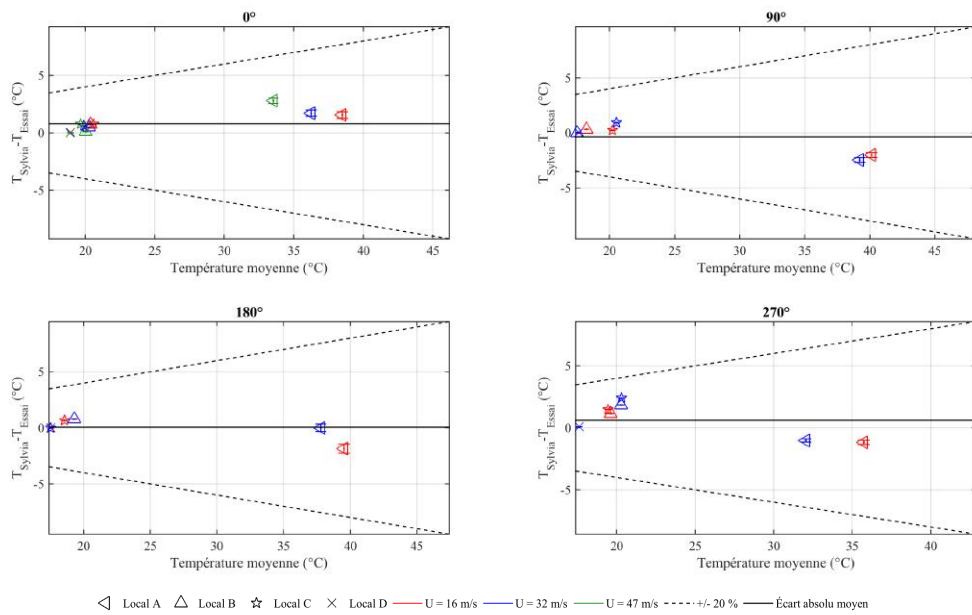 0°
5
0
-5
T_Sylvia-T_Essai (°C)
20 25 30 35 40 45
Température moyenne (°C)
90°
5
0
-5
T_Sylvia-T_Essai (°C)
20 25 30 35 40 45
Température moyenne (°C)
180°
5
0
-5
T_Sylvia-T_Essai (°C)
20 25 30 35 40 45
Température moyenne (°C)
270°
5
0
-5
T_Sylvia-T_Essai (°C)
20 25 30 35 40
Température moyenne (°C)
Local A Local B Local C Local D U = 16 m/s U = 32 m/s U = 47 m/s +/- 20 % Écart absolu moyen